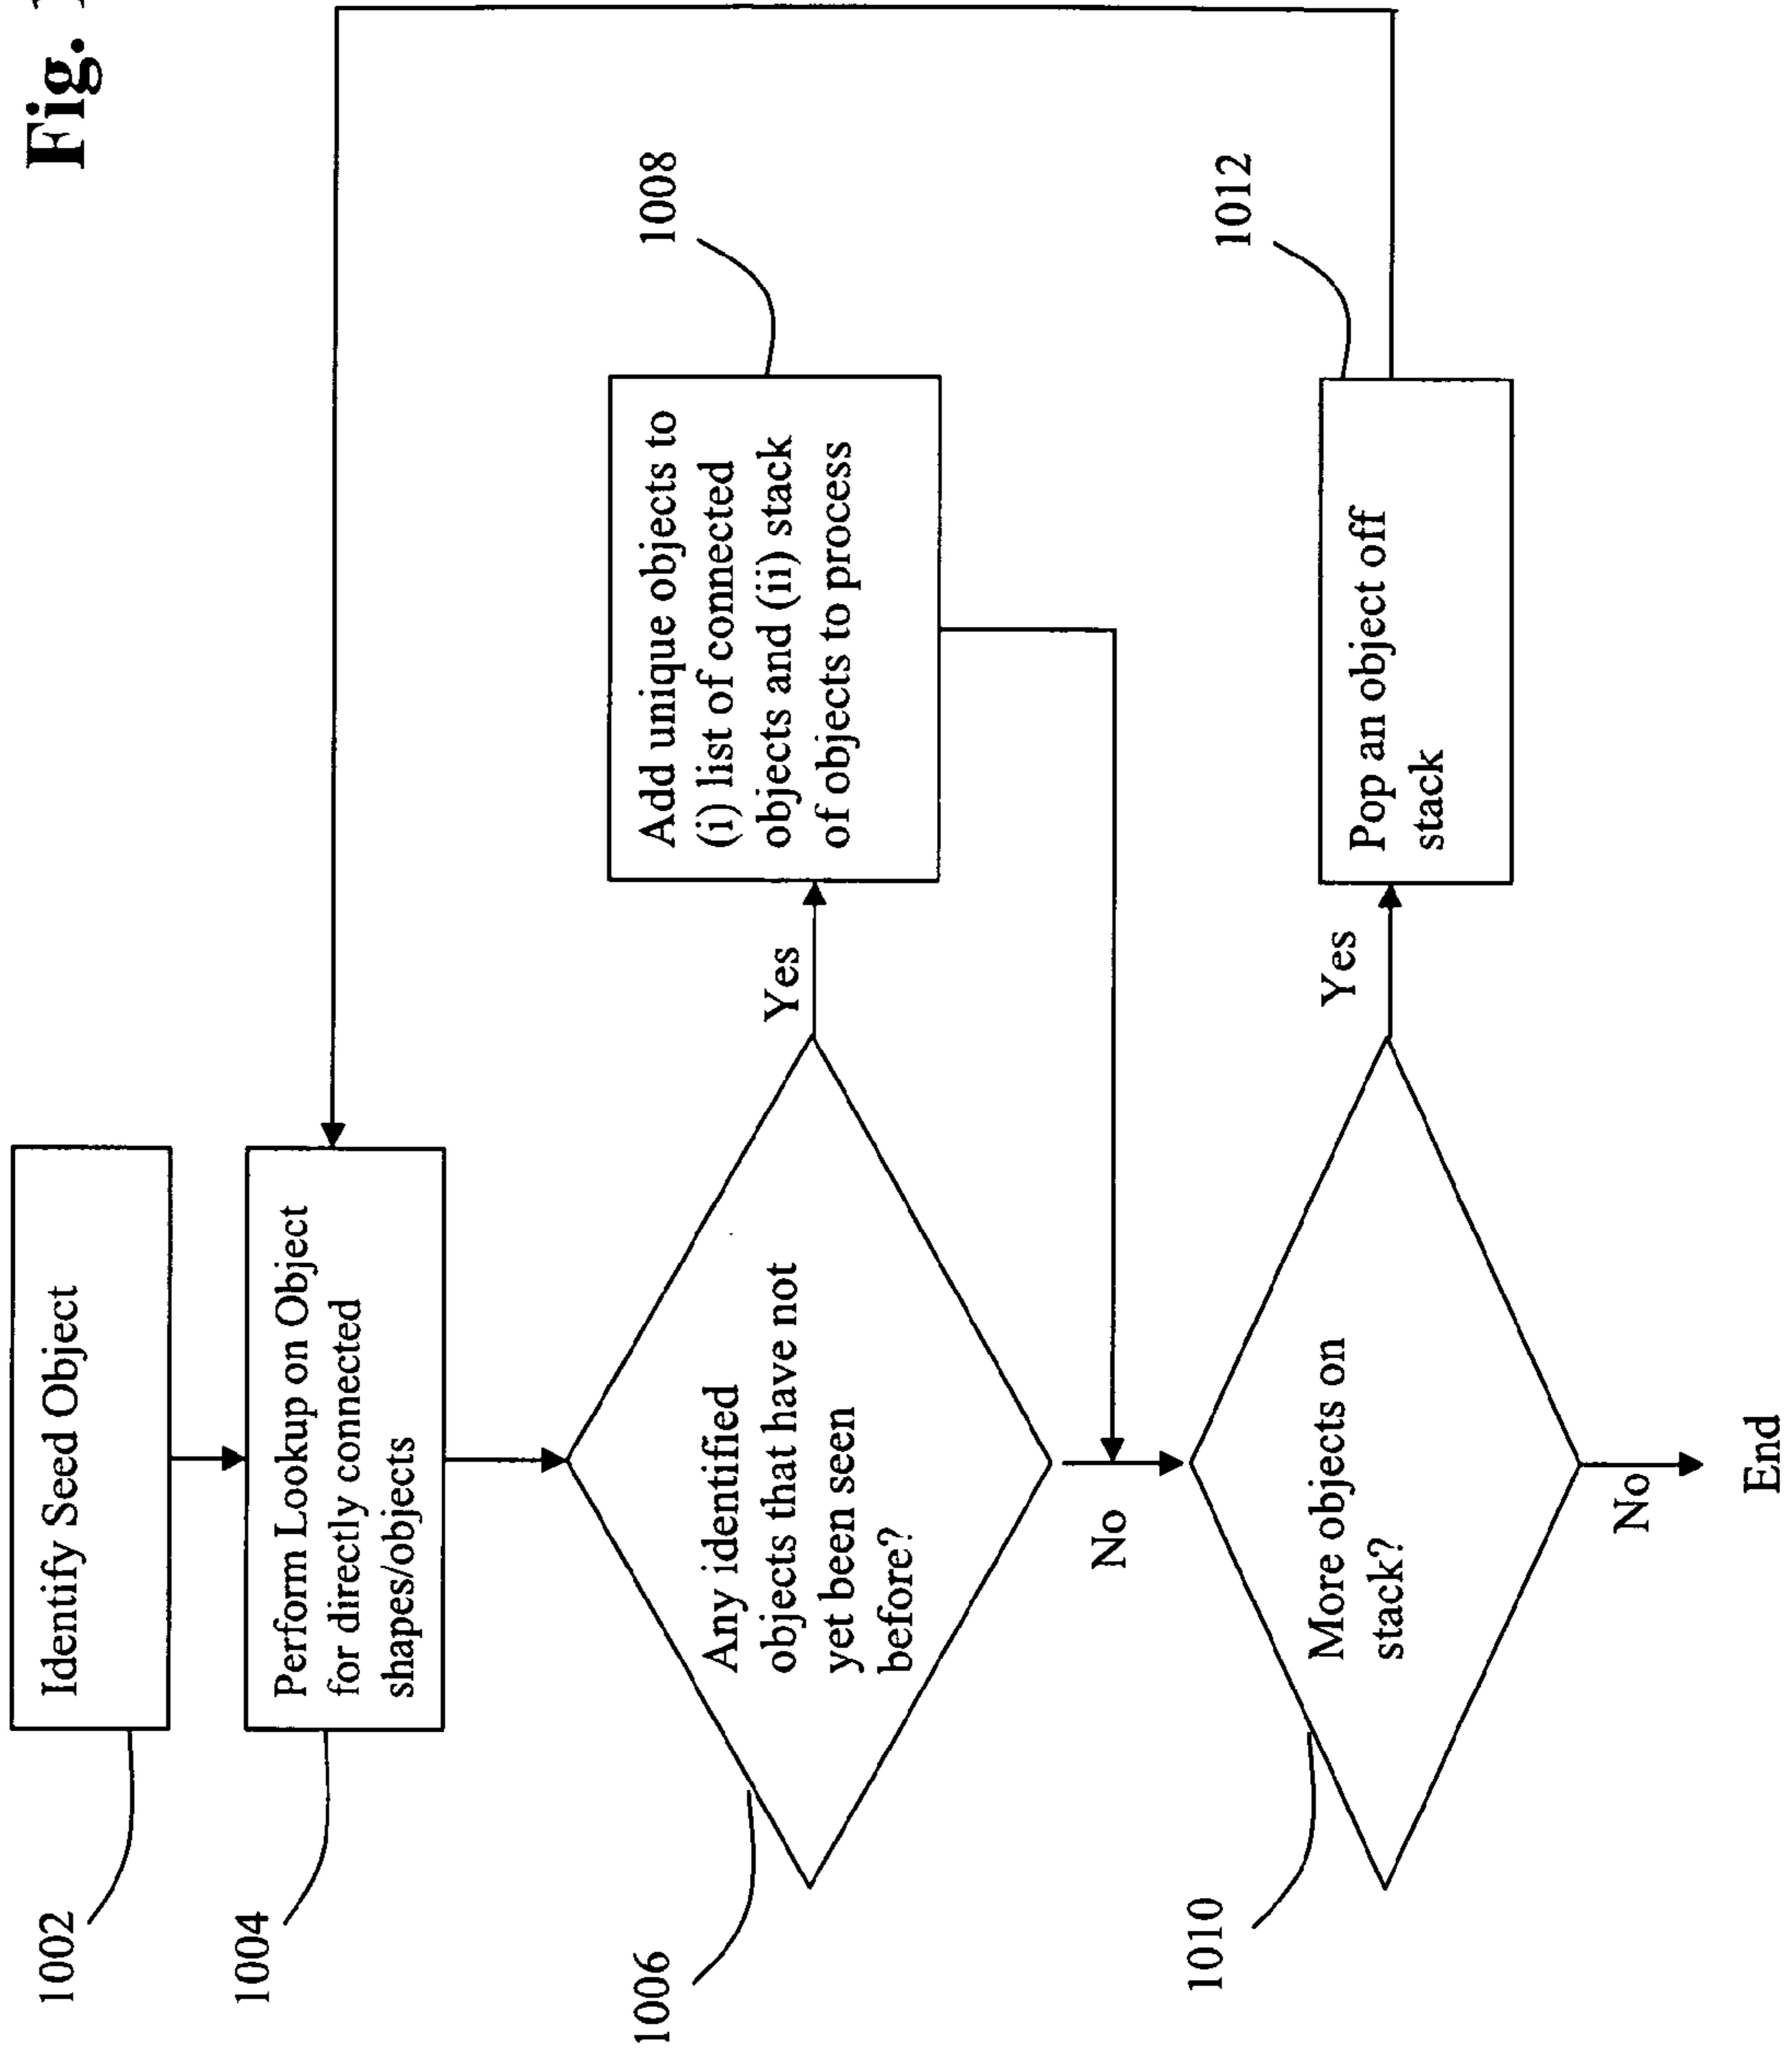 Fig.
1002
Identify Seed Object
1004
Perform Lookup on Object
for directly connected
shapes/objects
1006
Any identified
objects that have not
yet been seen
before?
Yes
1008
Add unique objects to
(i) list of connected
objects and (ii) stack
of objects to process
No
1010
More objects on
stack?
Yes
1012
Pop an object off
stack
No
End